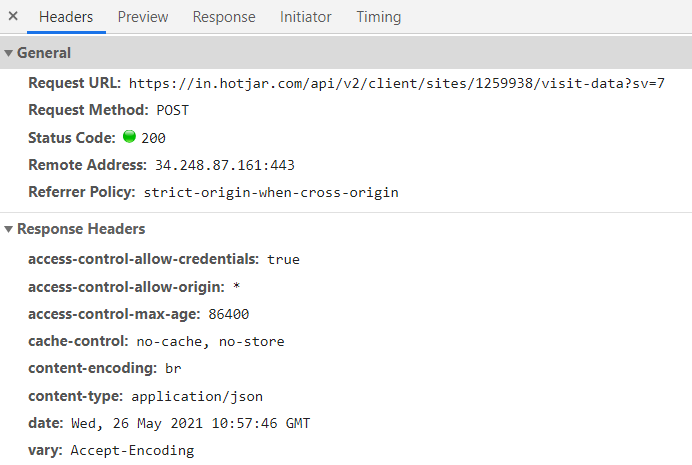 Headers Preview Response Initiator Timing
General
Request URL: https://in.hotjar.com/api/v2/client/sites/1259938/visit-data?sv=7
Request Method: POST
Status Code: 200
Remote Address: 34.248.87.161:443
Referrer Policy: strict-origin-when-cross-origin
Response Headers
access-control-allow-credentials: true
access-control-allow-origin: *
access-control-max-age: 86400
cache-control: no-cache, no-store
content-encoding: br
content-type: application/json
date: Wed, 26 May 2021 10:57:46 GMT
vary: Accept-Encoding